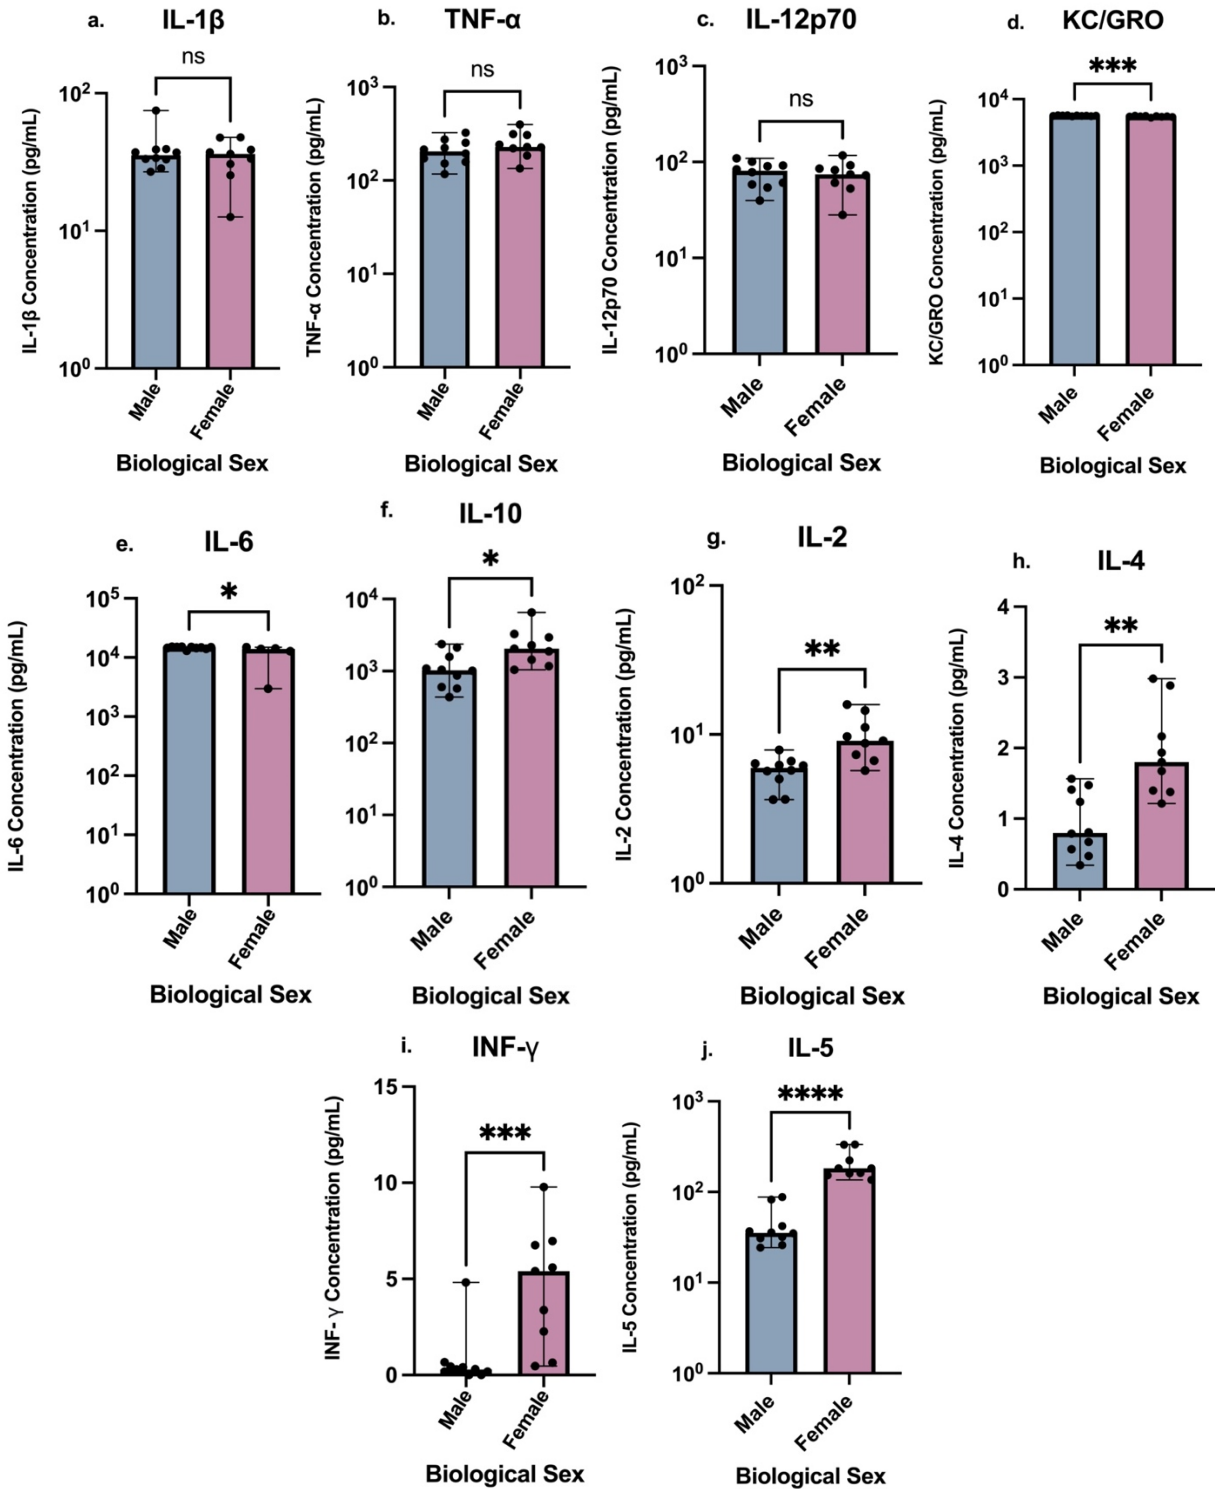 a. IL-1β
ns
IL-1β Concentration (pg/mL)
10²
10¹
10⁰
Male
Female
Biological Sex
b. TNF-α
ns
TNF-α Concentration (pg/mL)
10³
10²
10¹
10⁰
Male
Female
Biological Sex
c. IL-12p70
ns
IL-12p70 Concentration (pg/mL)
10³
10²
10¹
10⁰
Male
Female
Biological Sex
d. KC/GRO
***
KC/GRO Concentration (pg/mL)
10⁴
10³
10²
10¹
10⁰
Male
Female
Biological Sex
e. IL-6
*
IL-6 Concentration (pg/mL)
10⁵
10⁴
10³
10²
10¹
10⁰
Male
Female
Biological Sex
f. IL-10
*
10⁴
10³
10²
10¹
10⁰
Male
Female
Biological Sex
g. IL-2
**
IL-2 Concentration (pg/mL)
10²
10¹
10⁰
Male
Female
Biological Sex
h. IL-4
**
IL-4 Concentration (pg/mL)
4
3
2
1
0
Male
Female
Biological Sex
i. INF-γ
***
INF- γ Concentration (pg/mL)
15
10
5
0
Male
Female
Biological Sex
j. IL-5
****
IL-5 Concentration (pg/mL)
10³
10²
10¹
10⁰
Male
Female
Biological Sex